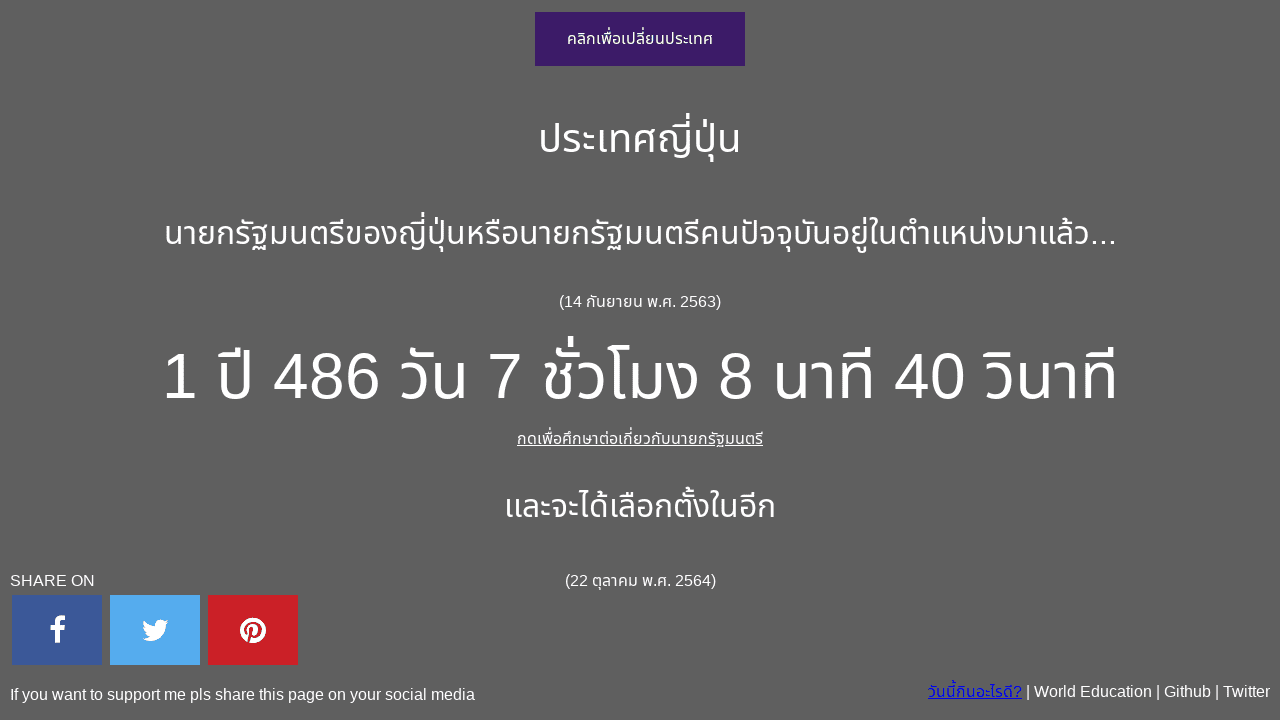 คลิกเพื่อเปลี่ยนประเทศ
ประเทศญี่ปุ่น
นายกรัฐมนตรีของญี่ปุ่นหรือนายกรัฐมนตรีคนปัจจุบันอยู่ในตำแหน่งมาแล้ว...
(14 กันยายน พ.ศ. 2563)
1 ปี 486 วัน 7 ชั่วโมง 8 นาที 40 วินาที
กดเพื่อศึกษาต่อเกี่ยวกับนายกรัฐมนตรี
และจะได้เลือกตั้งในอีก
(22 ตุลาคม พ.ศ. 2564)
SHARE ON
If you want to support me pls share this page on your social media
วันนี้กินอะไรดี? | World Education | Github | Twitter